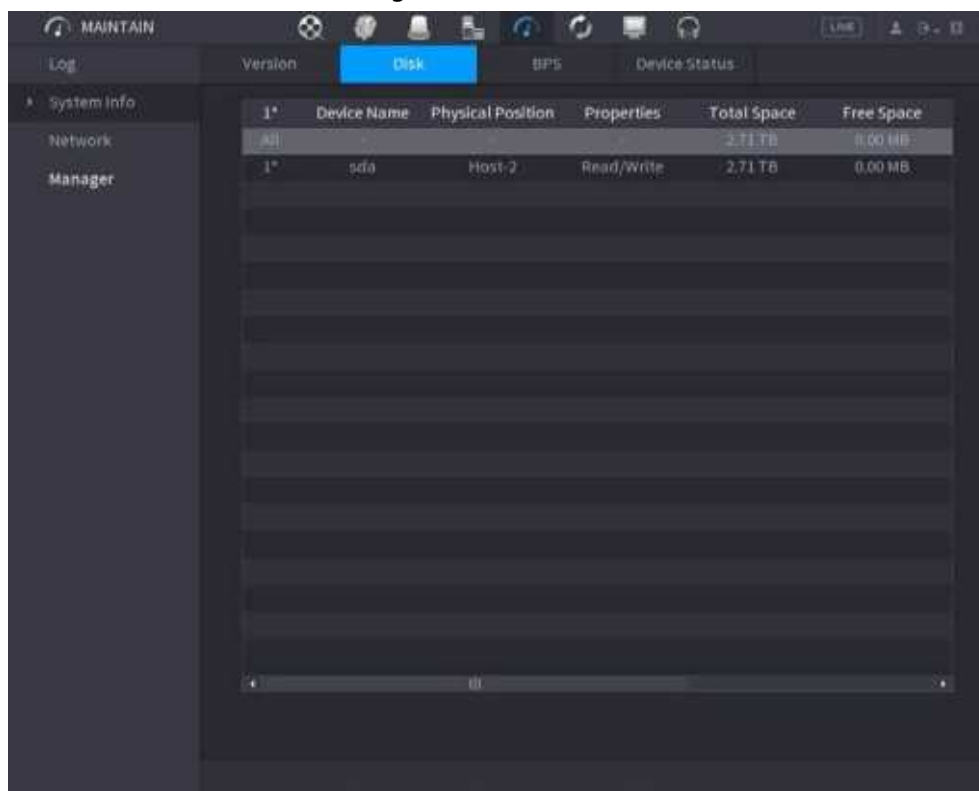 MAINTAIN LIVE
Log Version Disk BPS Device Status
System Info
1* Device Name Physical Position Properties Total Space Free Space
Network All - - - 2.71 TB 0.00 MB
1* sda Host-2 Read/Write 2.71 TB 0.00 MB
Manager